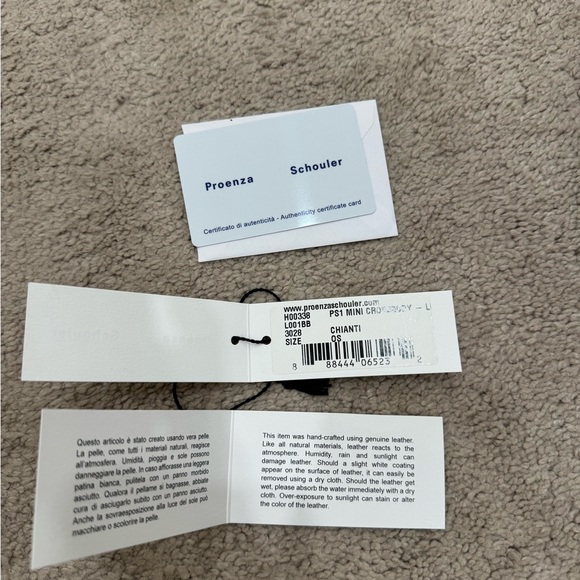 Proenza Schouler
Certificato di autenticità - Authenticity certificate card
www.proenzaschouler.com
H00338 PS1 MINI CROSSBODY - LU
L001BB
3028 CHIANTI
SIZE OS
8 88444 06523 2
Questo articolo è stato creato usando vera pelle.
La pelle, come tutti i materiali naturali, reagisce
all'atmosfera. Umidità, pioggia e sole possono
danneggiare la pelle. In caso affiorasse una leggera
patina bianca, pulitela con un panno morbido
asciutto. Qualora il pellame si bagnasse, abbiate
cura di asciugarlo subito con un panno asciutto.
Anche la sovraesposizione alla luce del sole può
macchiare o scolorire la pelle.
This item was hand-crafted using genuine leather.
Like all natural materials, leather reacts to the
atmosphere. Humidity, rain and sunlight can
damage leather. Should a slight white coating
appear on the surface of leather, it can easily be
removed using a dry cloth. Should the leather get
wet, please absorb the water immediately with a dry
cloth. Over-exposure to sunlight can stain or alter
the color of the leather.